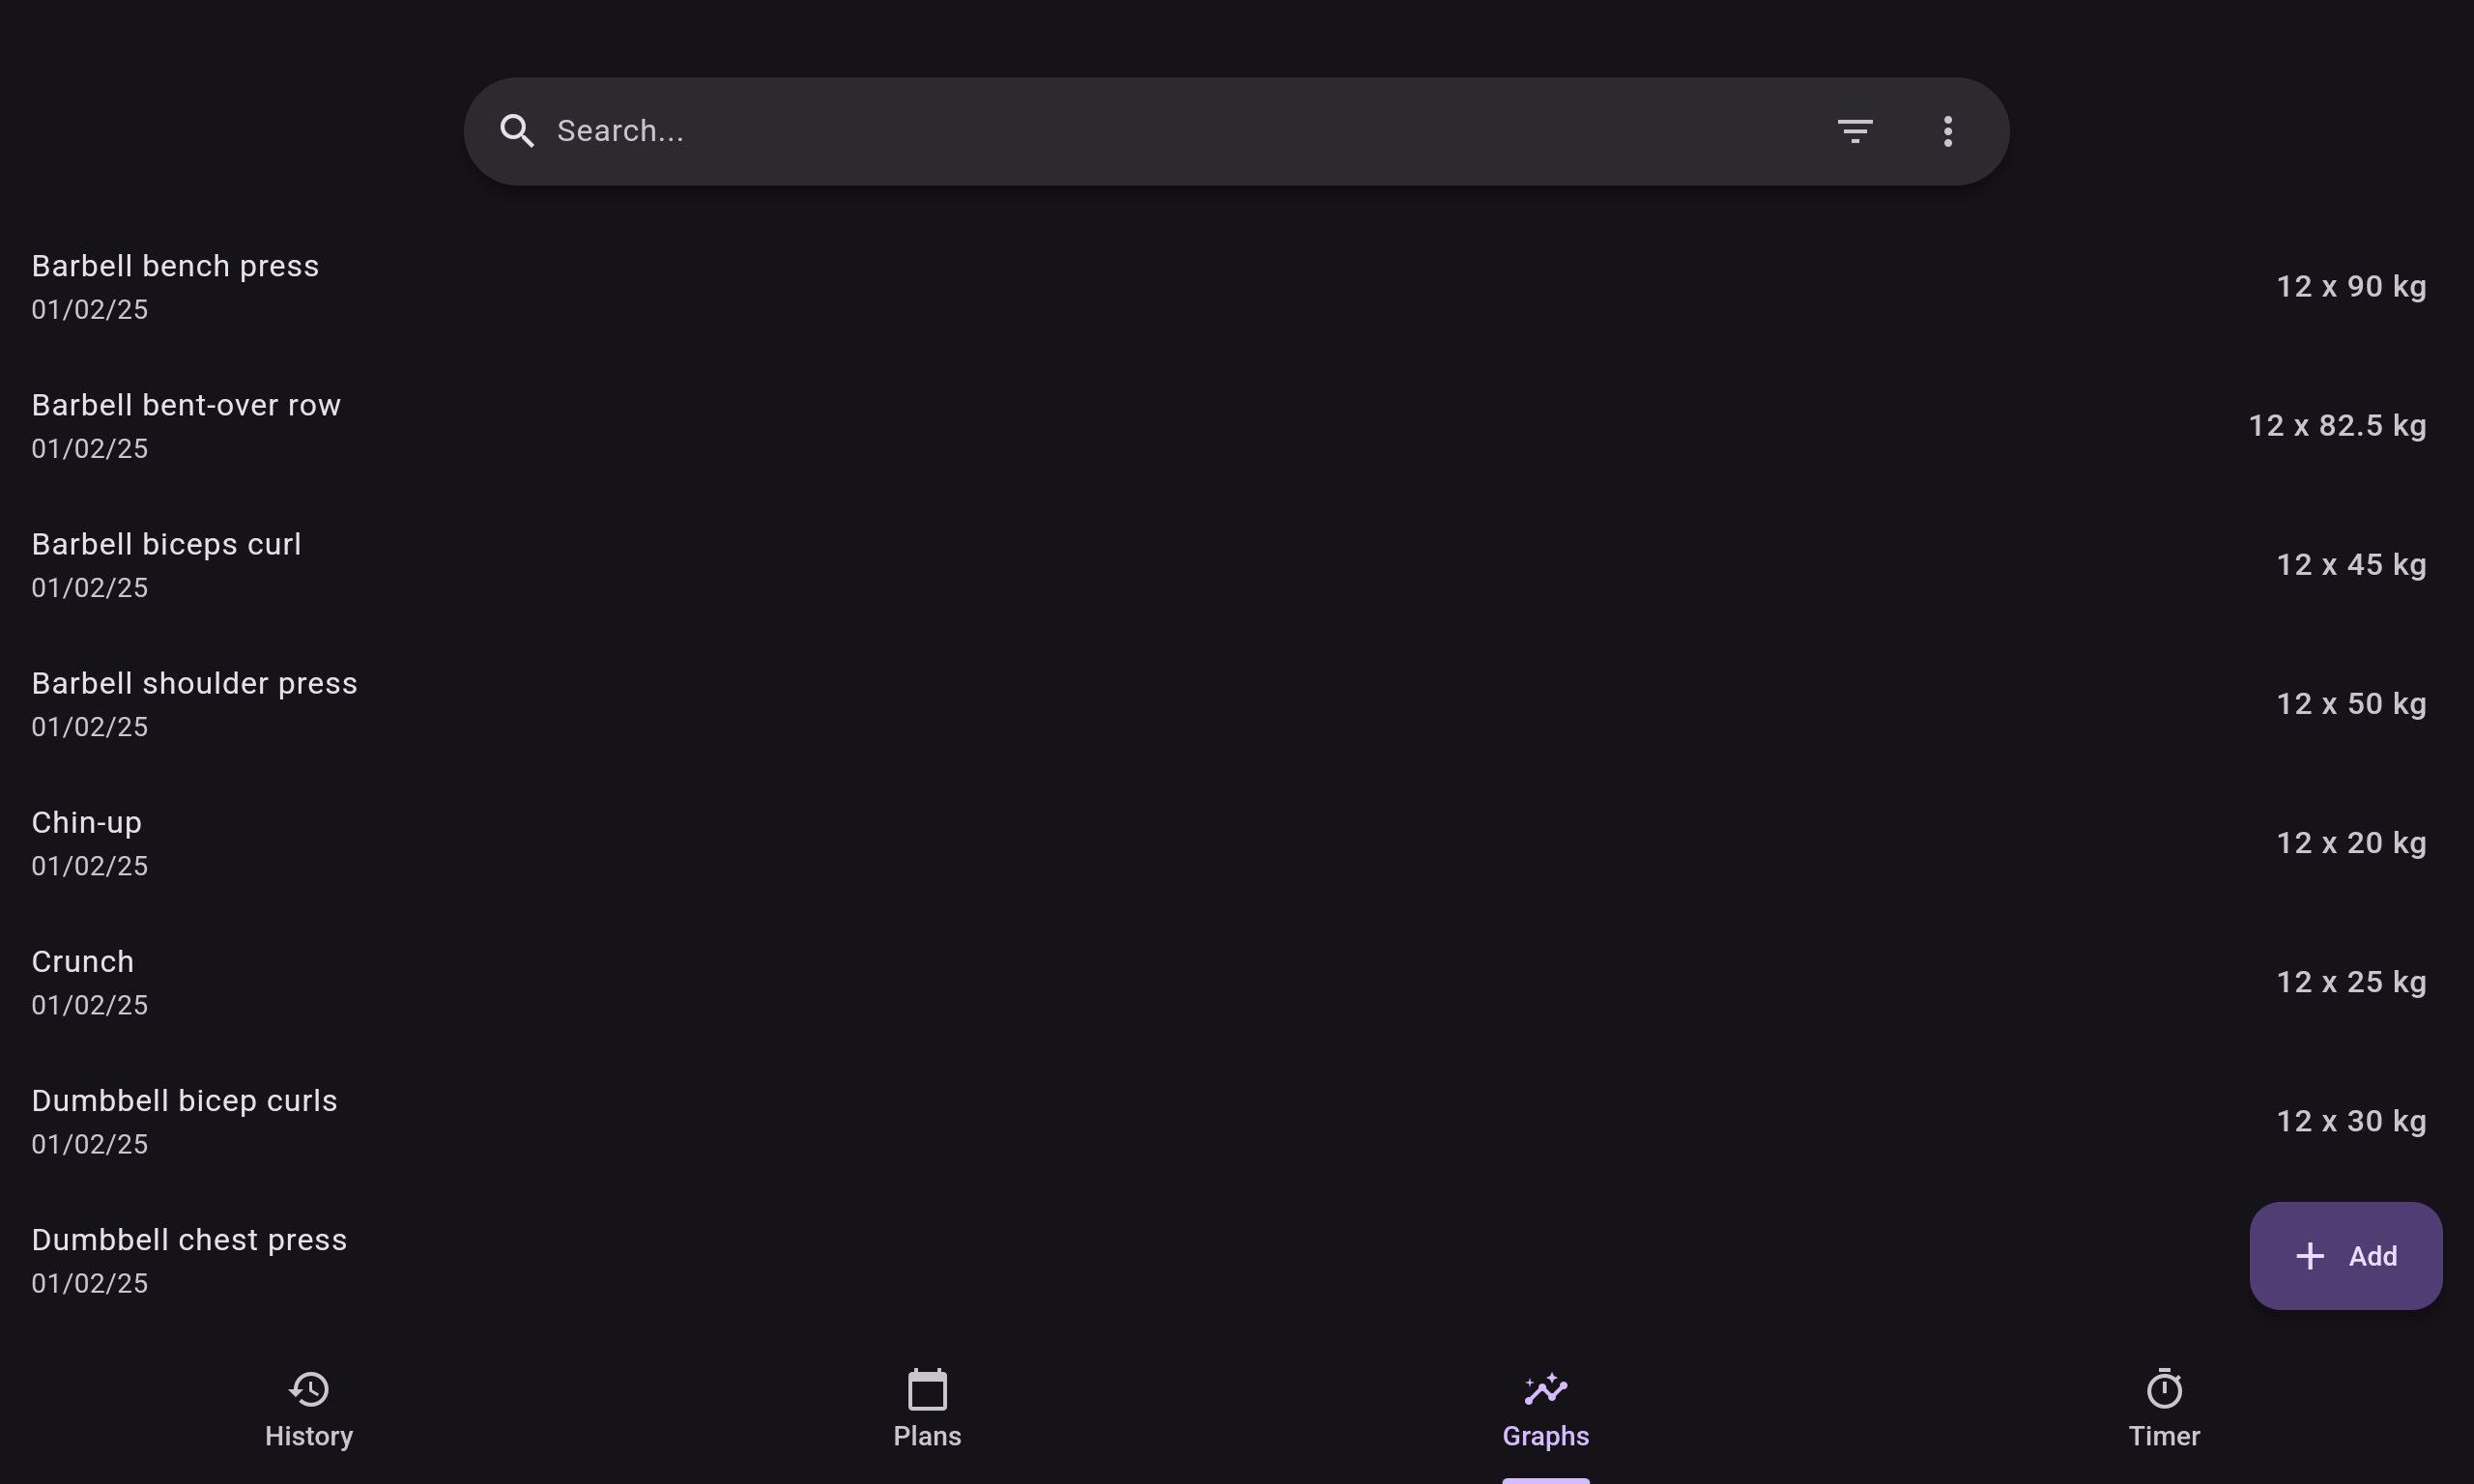 Search...
Barbell bench press
01/02/25
12 x 90 kg
Barbell bent-over row
01/02/25
12 x 82.5 kg
Barbell biceps curl
01/02/25
12 x 45 kg
Barbell shoulder press
01/02/25
12 x 50 kg
Chin-up
01/02/25
12 x 20 kg
Crunch
01/02/25
12 x 25 kg
Dumbbell bicep curls
01/02/25
12 x 30 kg
Dumbbell chest press
01/02/25
Add
History
Plans
Graphs
Timer